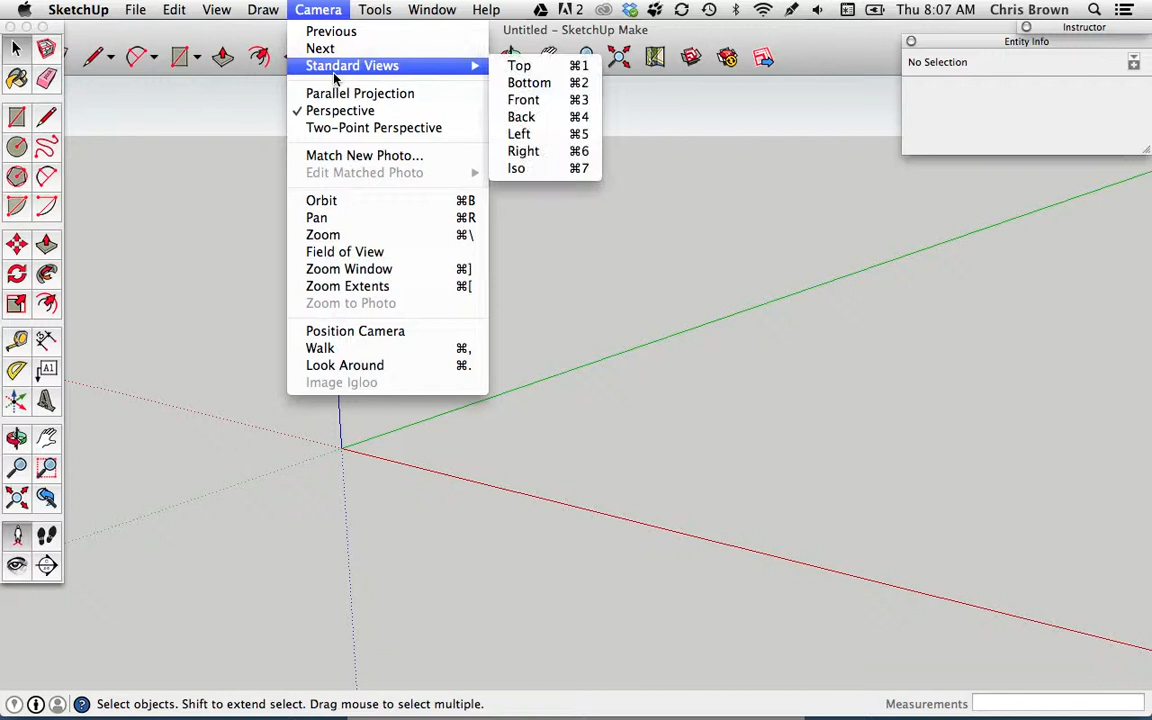 SketchUp File Edit View Draw Camera Tools Window Help 2 Thu 8:07 AM Chris Brown
Untitled - SketchUp Make
Instructor
Entity Info
No Selection
Previous
Next
Standard Views
Parallel Projection
Perspective
Two-Point Perspective
Match New Photo...
Edit Matched Photo
Orbit ⌘B
Pan ⌘R
Zoom ⌘\
Field of View
Zoom Window ⌘]
Zoom Extents ⌘[
Zoom to Photo
Position Camera
Walk ⌘,
Look Around ⌘.
Image Igloo
Top ⌘1
Bottom ⌘2
Front ⌘3
Back ⌘4
Left ⌘5
Right ⌘6
Iso ⌘7
A1
Select objects. Shift to extend select. Drag mouse to select multiple.
Measurements